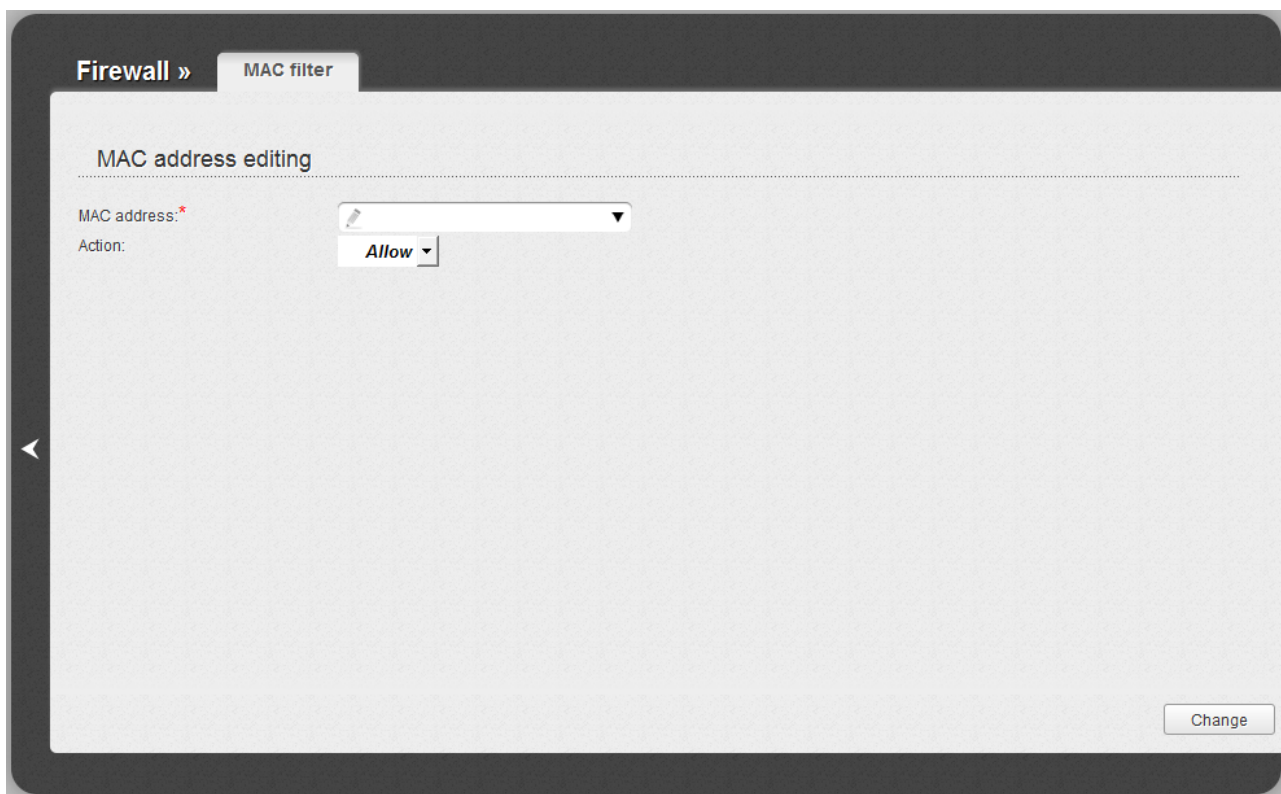 Firewall » MAC filter
MAC address editing
MAC address:*
Action: Allow
Change